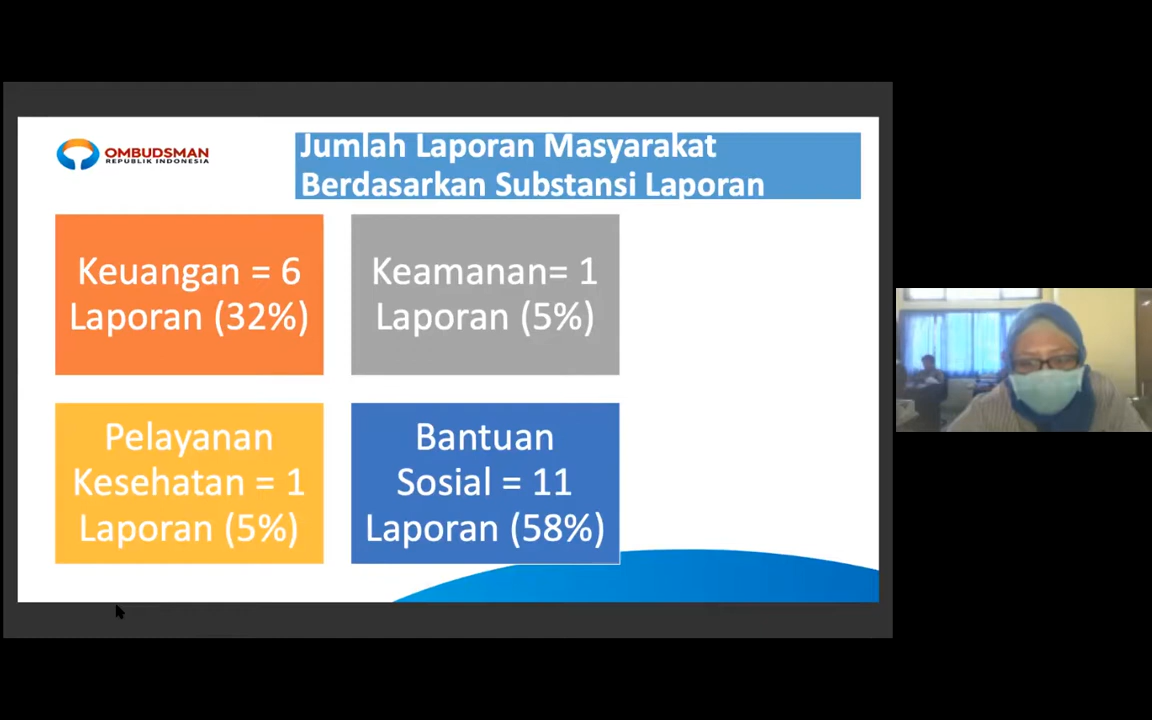 OMBUDSMAN
REPUBLIK INDONESIA
Jumlah Laporan Masyarakat
Berdasarkan Substansi Laporan
Keuangan = 6
Laporan (32%)
Keamanan= 1
Laporan (5%)
Pelayanan
Kesehatan = 1
Laporan (5%)
Bantuan
Sosial = 11
Laporan (58%)